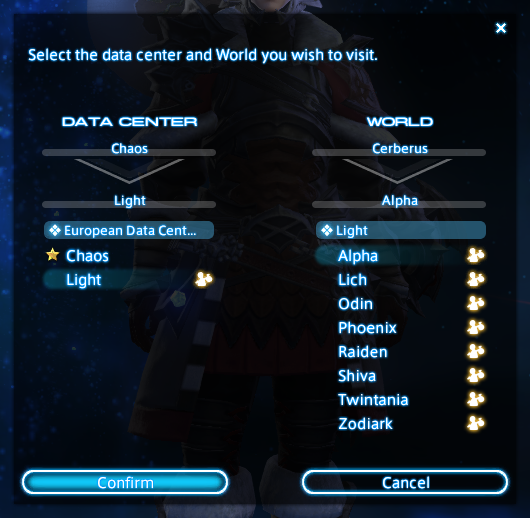 Select the data center and World you wish to visit.
DATA CENTER
WORLD
Chaos
Cerberus
Light
Alpha
European Data Cent...
Light
Chaos
Alpha
Light
Lich
Odin
Phoenix
Raiden
Shiva
Twintania
Zodiark
Confirm
Cancel